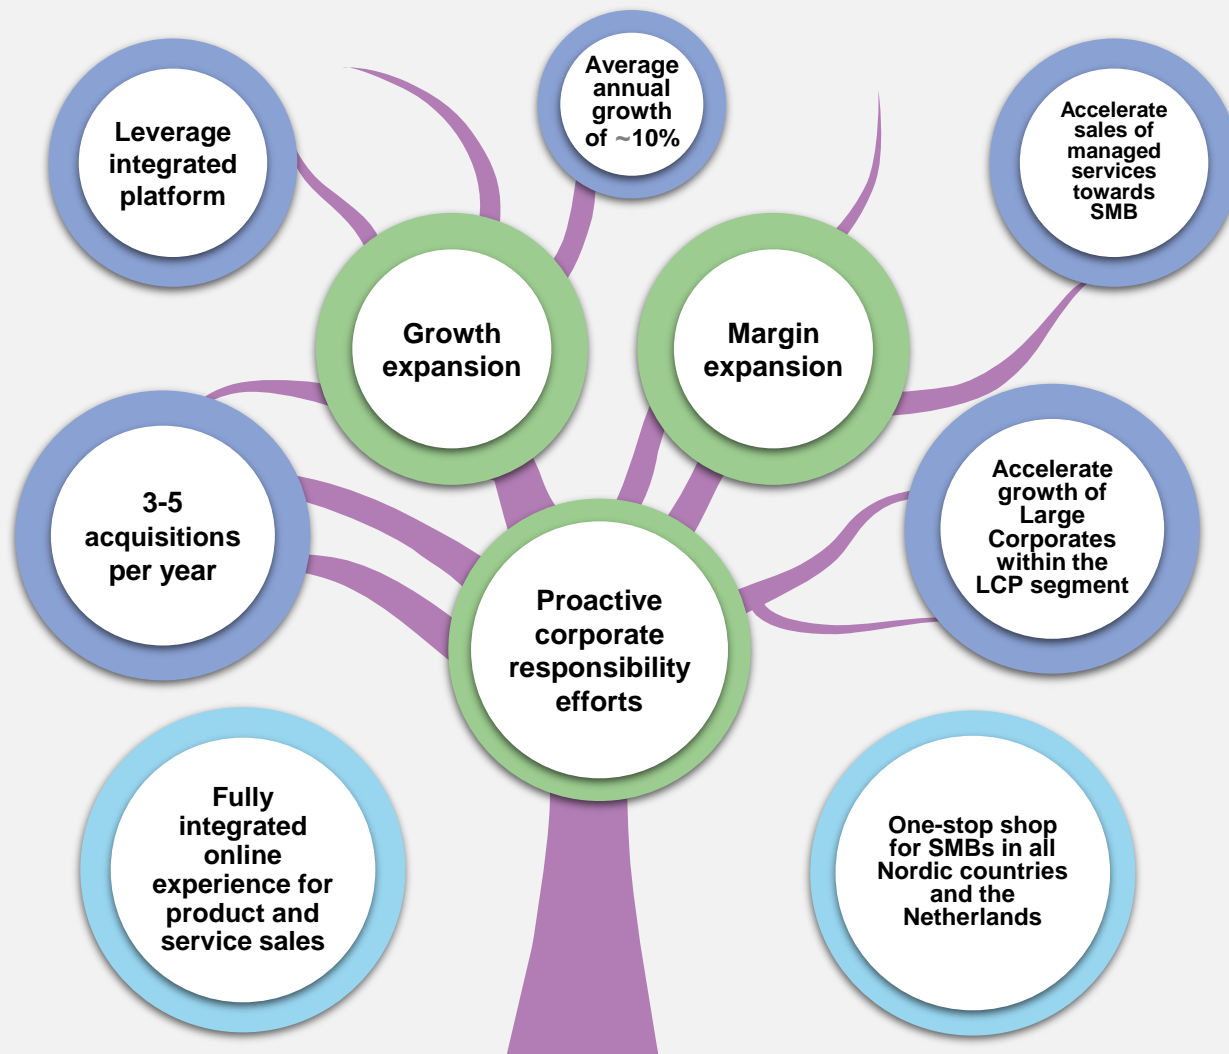 Average
annual
growth
of ~10%
Leverage
integrated
platform
Accelerate
sales of
managed
services
towards
SMB
Growth
expansion
Margin
expansion
3-5
acquisitions
per year
Accelerate
growth of
Large
Corporates
within the
LCP segment
Proactive
corporate
responsibility
efforts
Fully
integrated
online
experience for
product and
service sales
One-stop shop
for SMBs in all
Nordic countries
and the
Netherlands